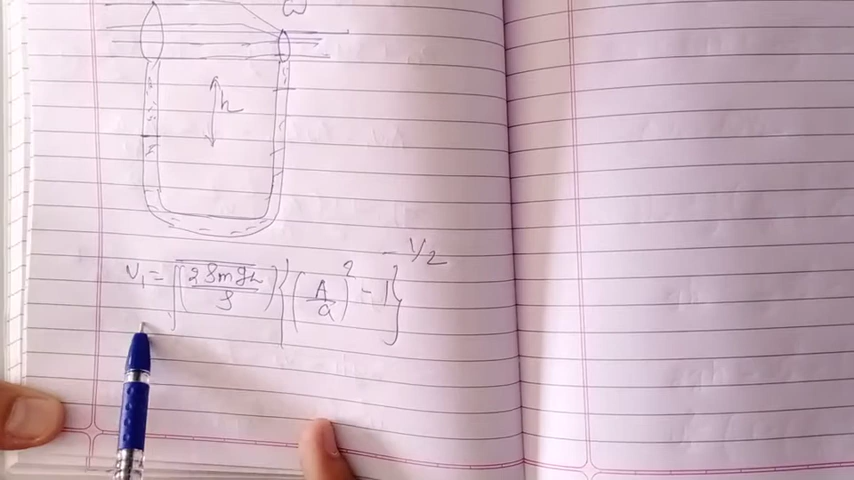 ω
h
V₁ = √(2ρmgh/ρ) {(A/a)² - 1}^-1/2